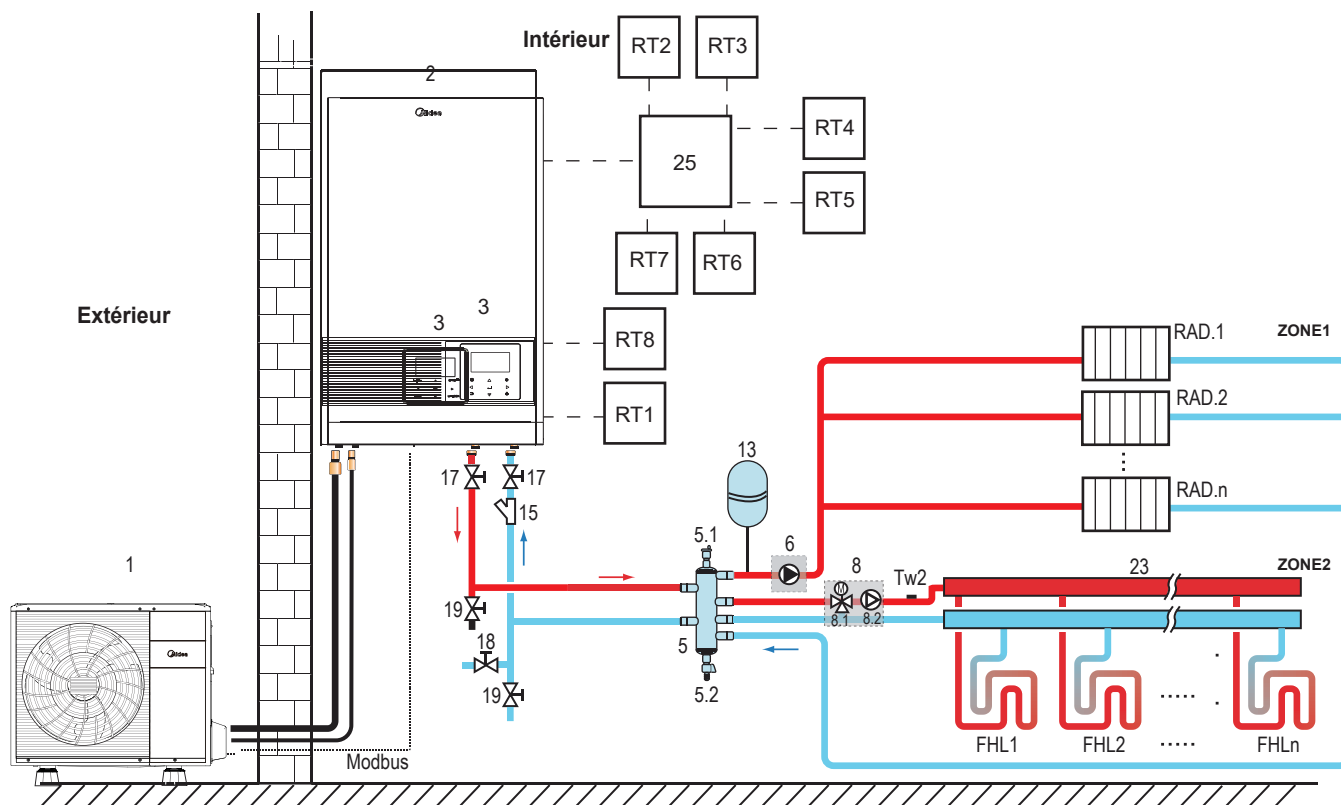 Intérieur
RT2
RT3
2
Midea
RT4
25
RT5
RT7
RT6
Extérieur
3
3
RT8
RAD.1
ZONE1
RT1
RAD.2
13
17
17
RAD.n
15
5.1
6
1
8
Tw2
23
ZONE2
M
19
8.1
8.2
18
5
19
5.2
Midea
FHL1
FHL2
FHLn
Modbus